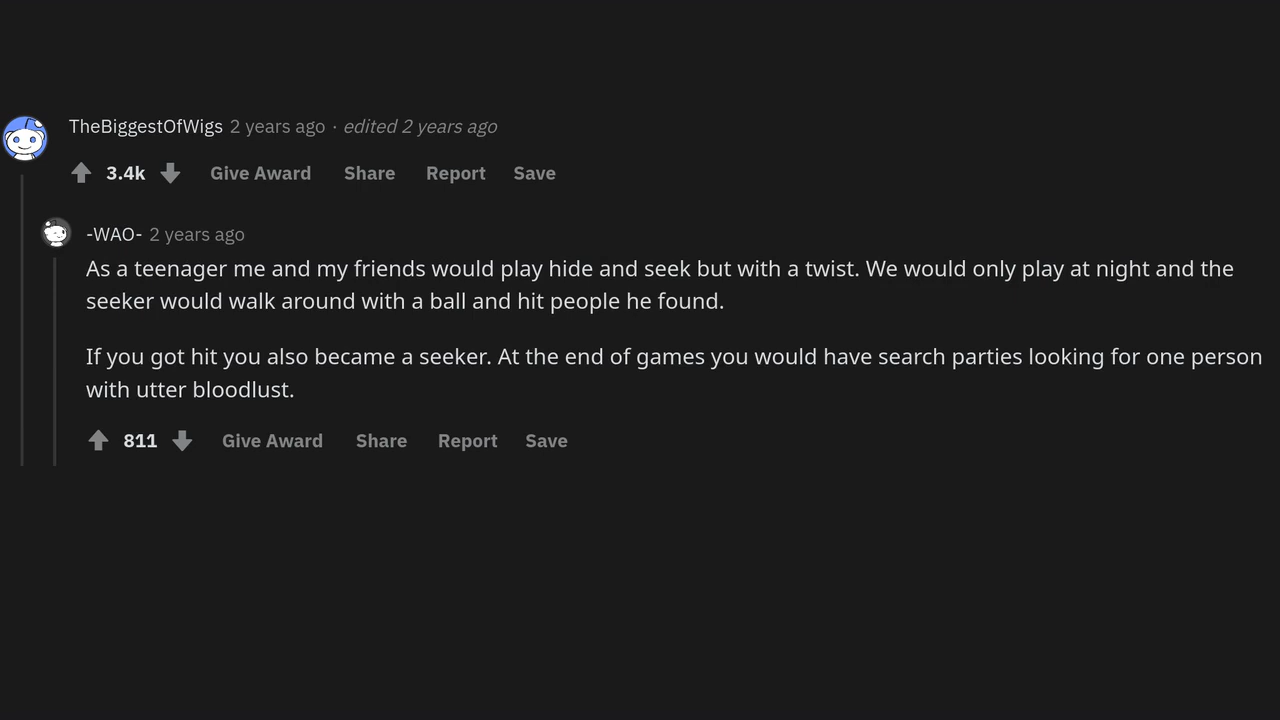 TheBiggestOfWigs 2 years ago · edited 2 years ago
3.4k Give Award Share Report Save
-WAO- 2 years ago
As a teenager me and my friends would play hide and seek but with a twist. We would only play at night and the
seeker would walk around with a ball and hit people he found.
If you got hit you also became a seeker. At the end of games you would have search parties looking for one person
with utter bloodlust.
811 Give Award Share Report Save